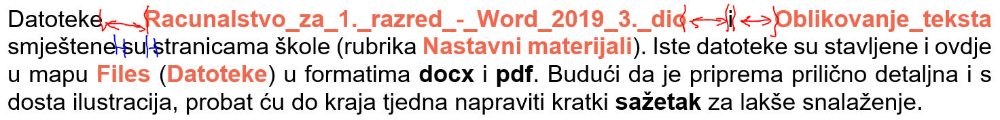 Datoteke Racunalstvo_za_1._razred_-_Word_2019_3._dio i Oblikovanje_teksta
smještene su stranicama škole (rubrika Nastavni materijali). Iste datoteke su stavljene i ovdje
u mapu Files (Datoteke) u formatima docx i pdf. Budući da je priprema prilično detaljna i s
dosta ilustracija, probat ću do kraja tjedna napraviti kratki sažetak za lakše snalaženje.